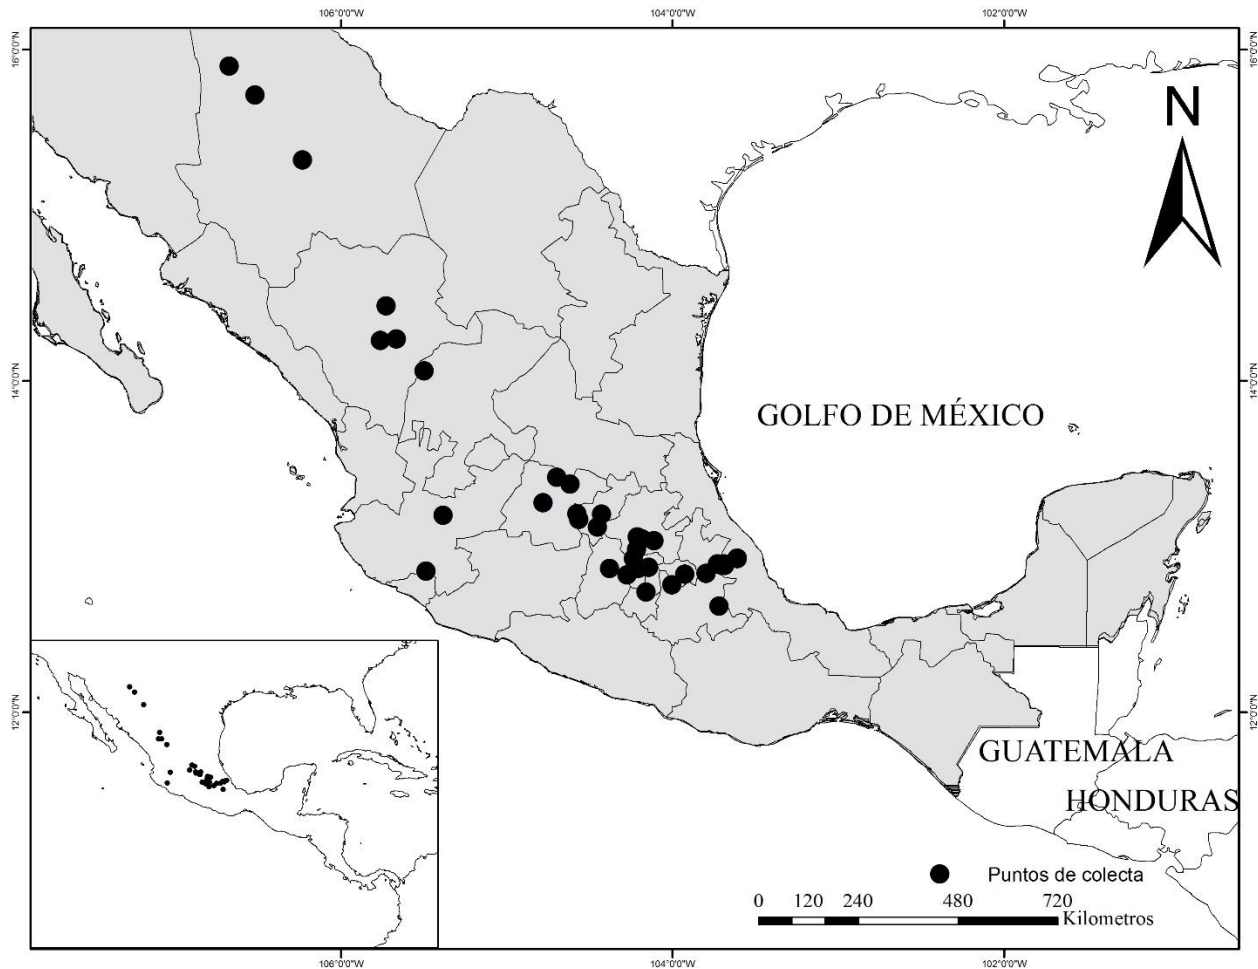 106°0'0"W 104°0'0"W 102°0'0"W
16°0'0"N 16°0'0"N
N
14°0'0"N 14°0'0"N
GOLFO DE MÉXICO
12°0'0"N 12°0'0"N
GUATEMALA
HONDURAS
Puntos de colecta
0 120 240 480 720
Kilometros
106°0'0"W 104°0'0"W 102°0'0"W